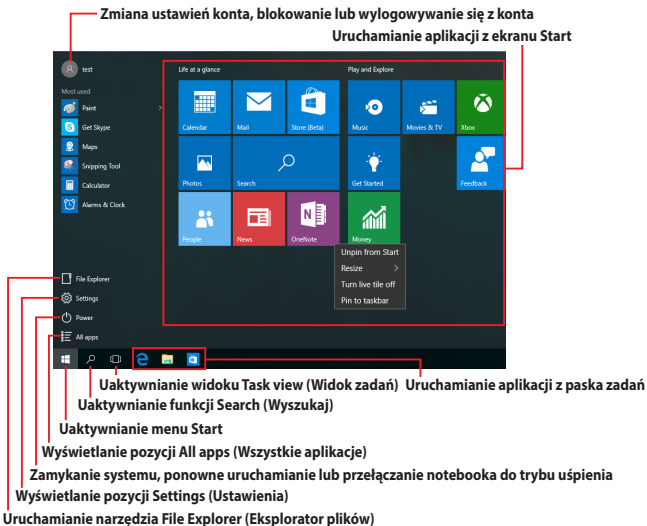 Zmiana ustawień konta, blokowanie lub wylogowywanie się z konta
Uruchamianie aplikacji z ekranu Start
test
Life at a glance
Play and Explore
Most used
Paint
Get Skype
Maps
Snipping Tool
Calculator
Alarms & Clock
Calendar
Mail
Store (Beta)
Music
Movies & TV
Xbox
Photos
Search
Get Started
Feedback
People
News
OneNote
Money
Unpin from Start
Resize
Turn live tile off
Pin to taskbar
File Explorer
Settings
Power
All apps
Uaktywnianie widoku Task view (Widok zadań)
Uruchamianie aplikacji z paska zadań
Uaktywnianie funkcji Search (Wyszukaj)
Uaktywnianie menu Start
Wyświetlanie pozycji All apps (Wszystkie aplikacje)
Zamykanie systemu, ponowne uruchamianie lub przełączanie notebooka do trybu uśpienia
Wyświetlanie pozycji Settings (Ustawienia)
Uruchamianie narzędzia File Explorer (Eksplorator plików)